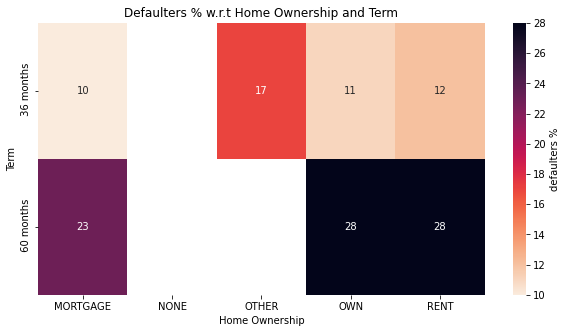 Defaulters % w.r.t Home Ownership and Term
36 months
10
17
11
12
Term
60 months
23
28
28
MORTGAGE
NONE
OTHER
OWN
RENT
Home Ownership
28
26
24
22
20
18
16
14
12
10
defaulters %